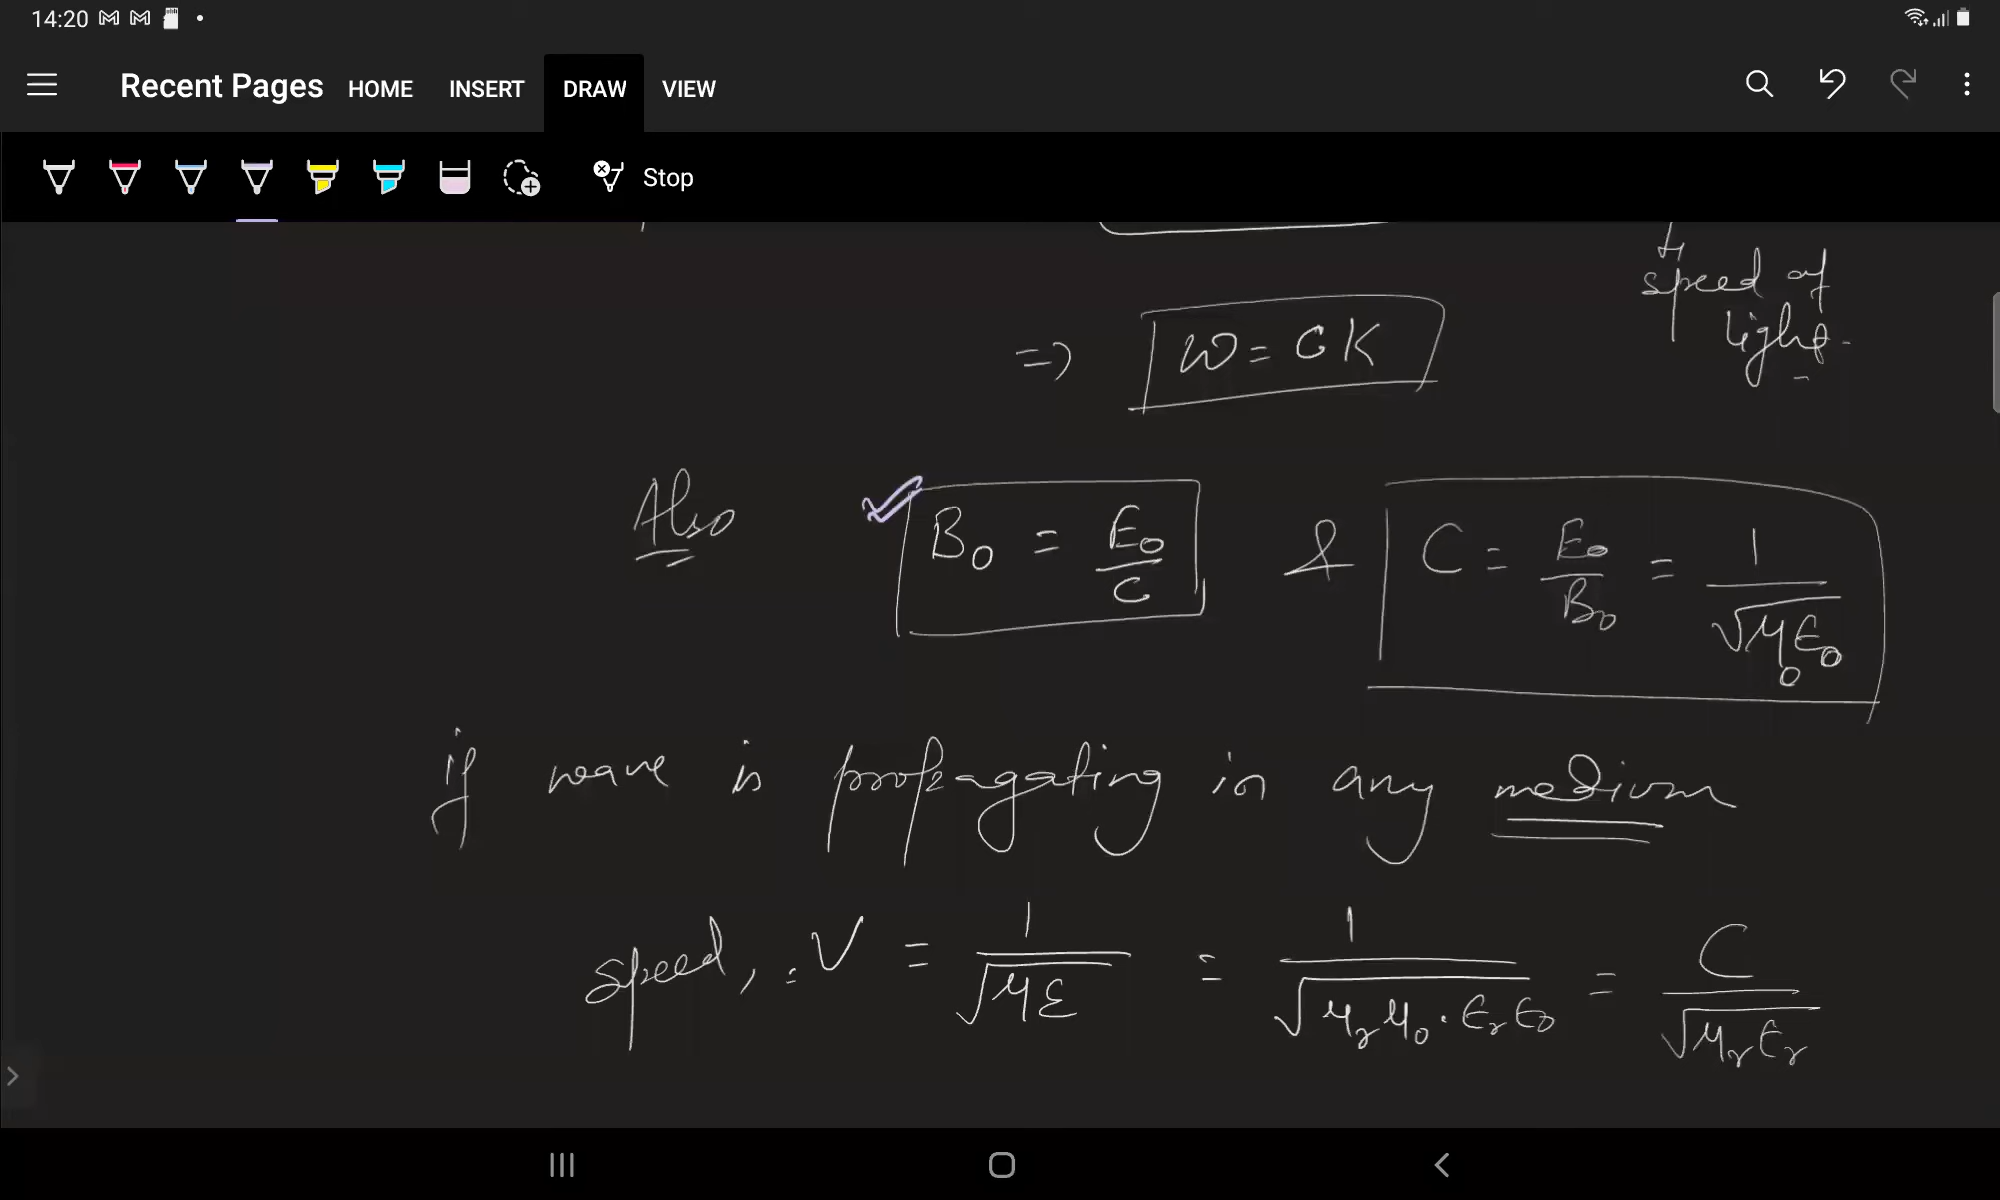 14:20
Recent Pages HOME INSERT DRAW VIEW
Stop
speed of
light.
=> W = CK
Also B₀ = E₀/C & C = E₀/B₀ = 1/√μ₀ε₀
if wave is propagating in any medium
speed, V = 1/√με = 1/√μᵣμ₀·εᵣε₀ = C/√μᵣεᵣ